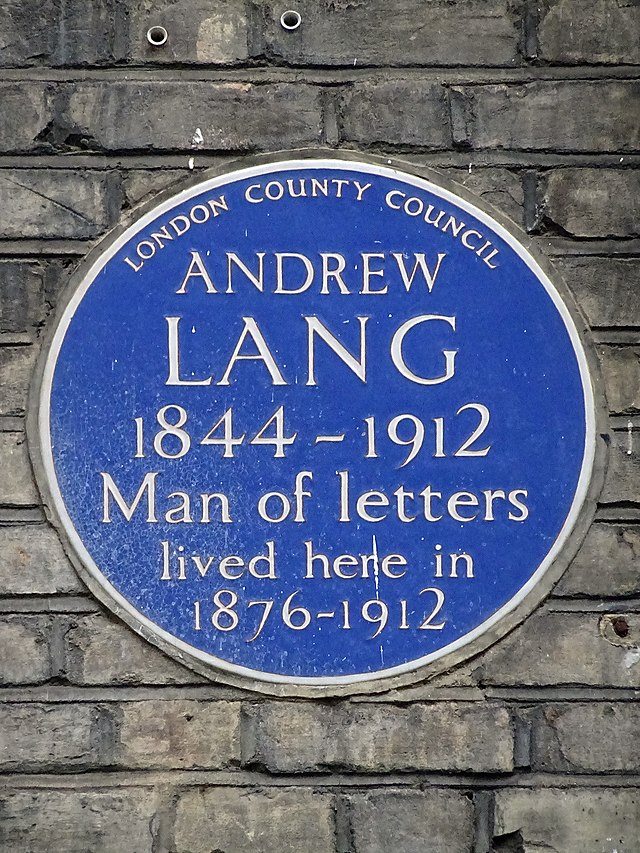 LONDON COUNTY COUNCIL
ANDREW
LANG
1844-1912
Man of letters
lived here in
1876-1912